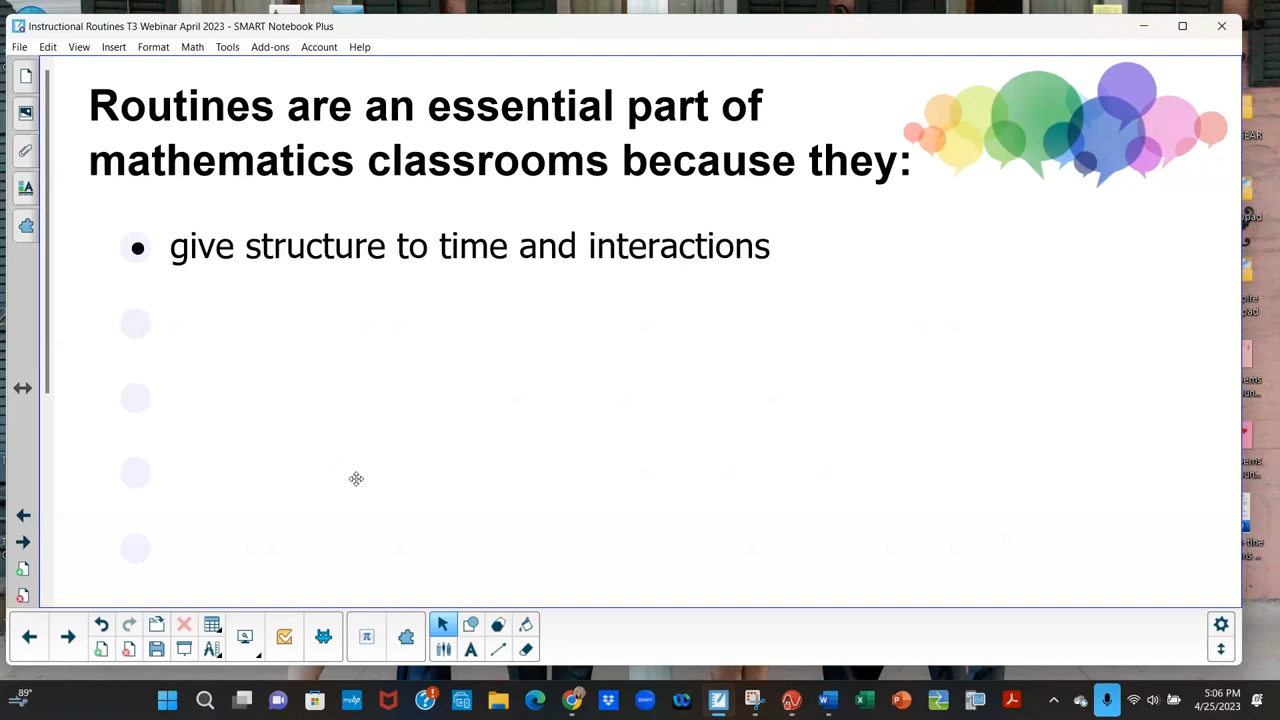 Instructional Routines T3 Webinar April 2023 - SMART Notebook Plus
File Edit View Insert Format Math Tools Add-ons Account Help
Routines are an essential part of
mathematics classrooms because they:
• give structure to time and interactions
89°
5:06 PM
4/25/2023